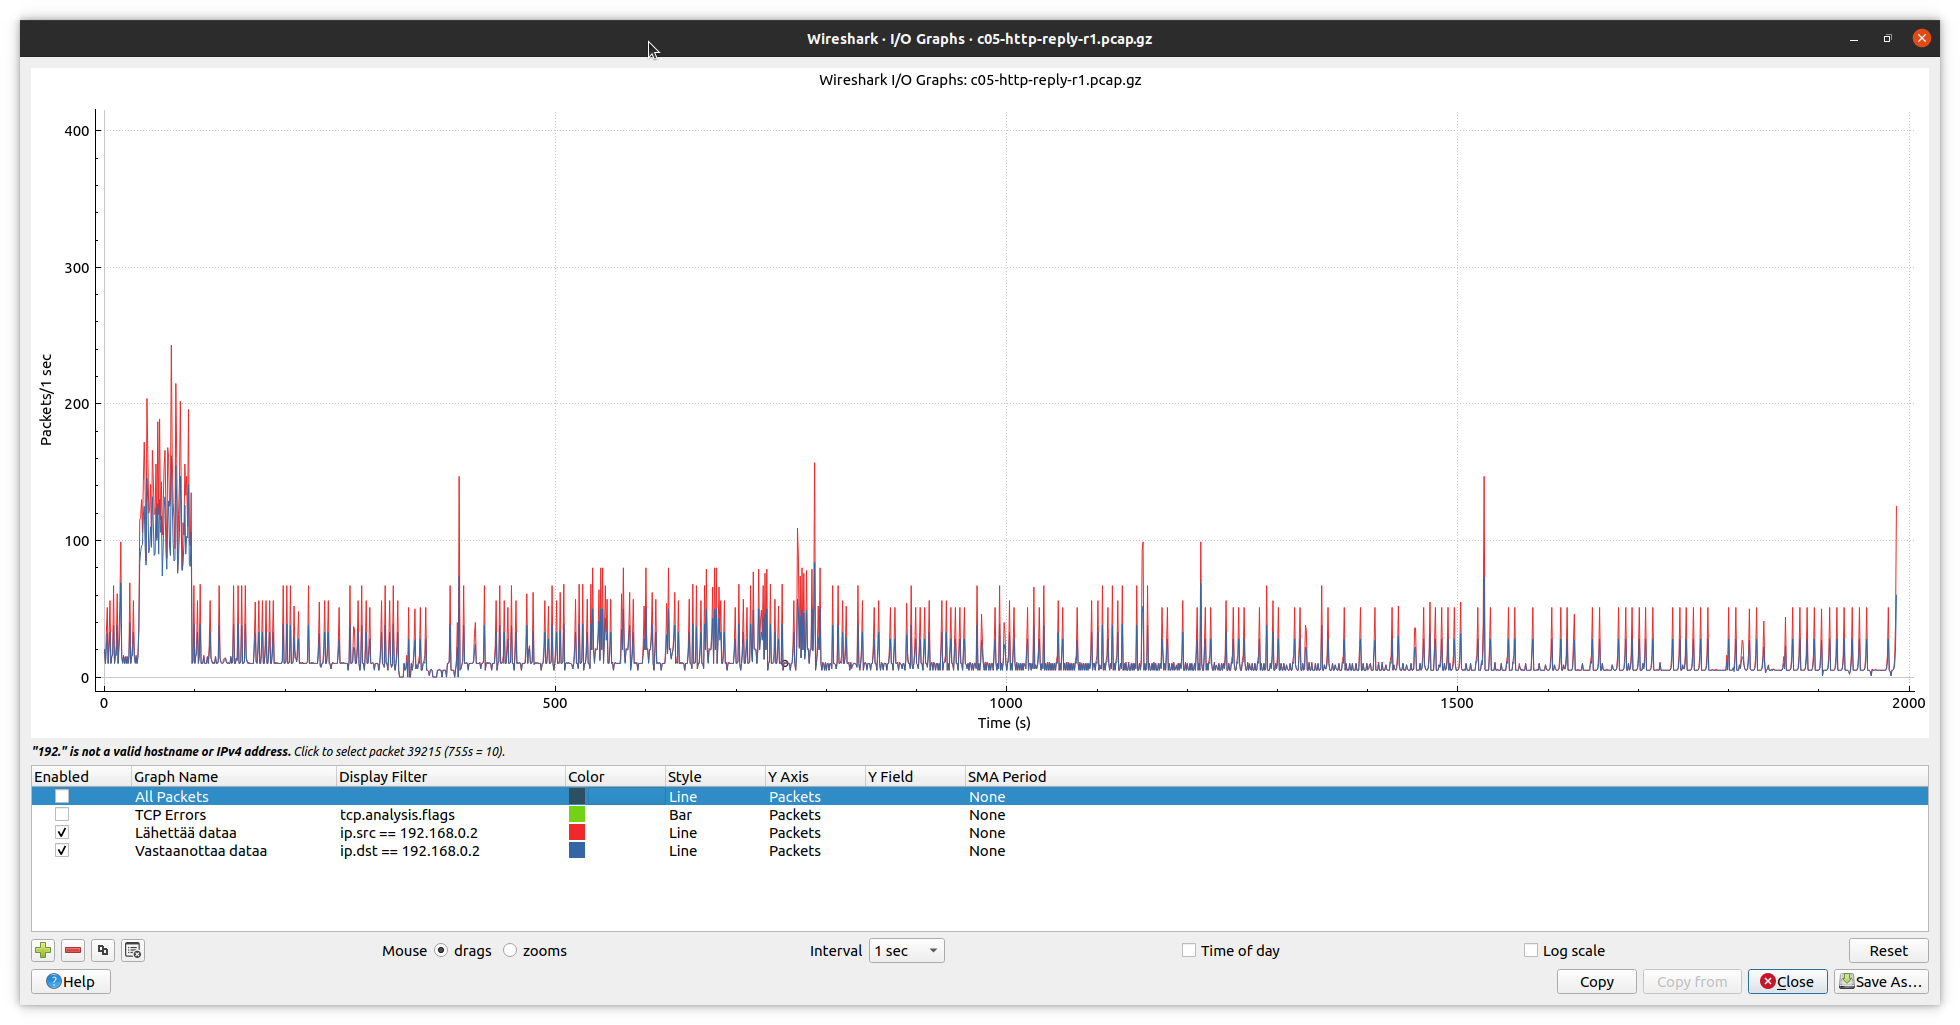 Wireshark · I/O Graphs · c05-http-reply-r1.pcap.gz
Wireshark I/O Graphs: c05-http-reply-r1.pcap.gz
400
300
200
100
0
Packets/1 sec
0 500 1000 1500 2000
Time (s)
"192." is not a valid hostname or IPv4 address. Click to select packet 39215 (755s = 10).
Enabled Graph Name Display Filter Color Style Y Axis Y Field SMA Period
All Packets Line Packets None
TCP Errors tcp.analysis.flags Bar Packets None
Lähettää dataa ip.src == 192.168.0.2 Line Packets None
Vastaanottaa dataa ip.dst == 192.168.0.2 Line Packets None
Mouse drags zooms Interval 1 sec Time of day Log scale Reset
Help Copy Copy from Close Save As...